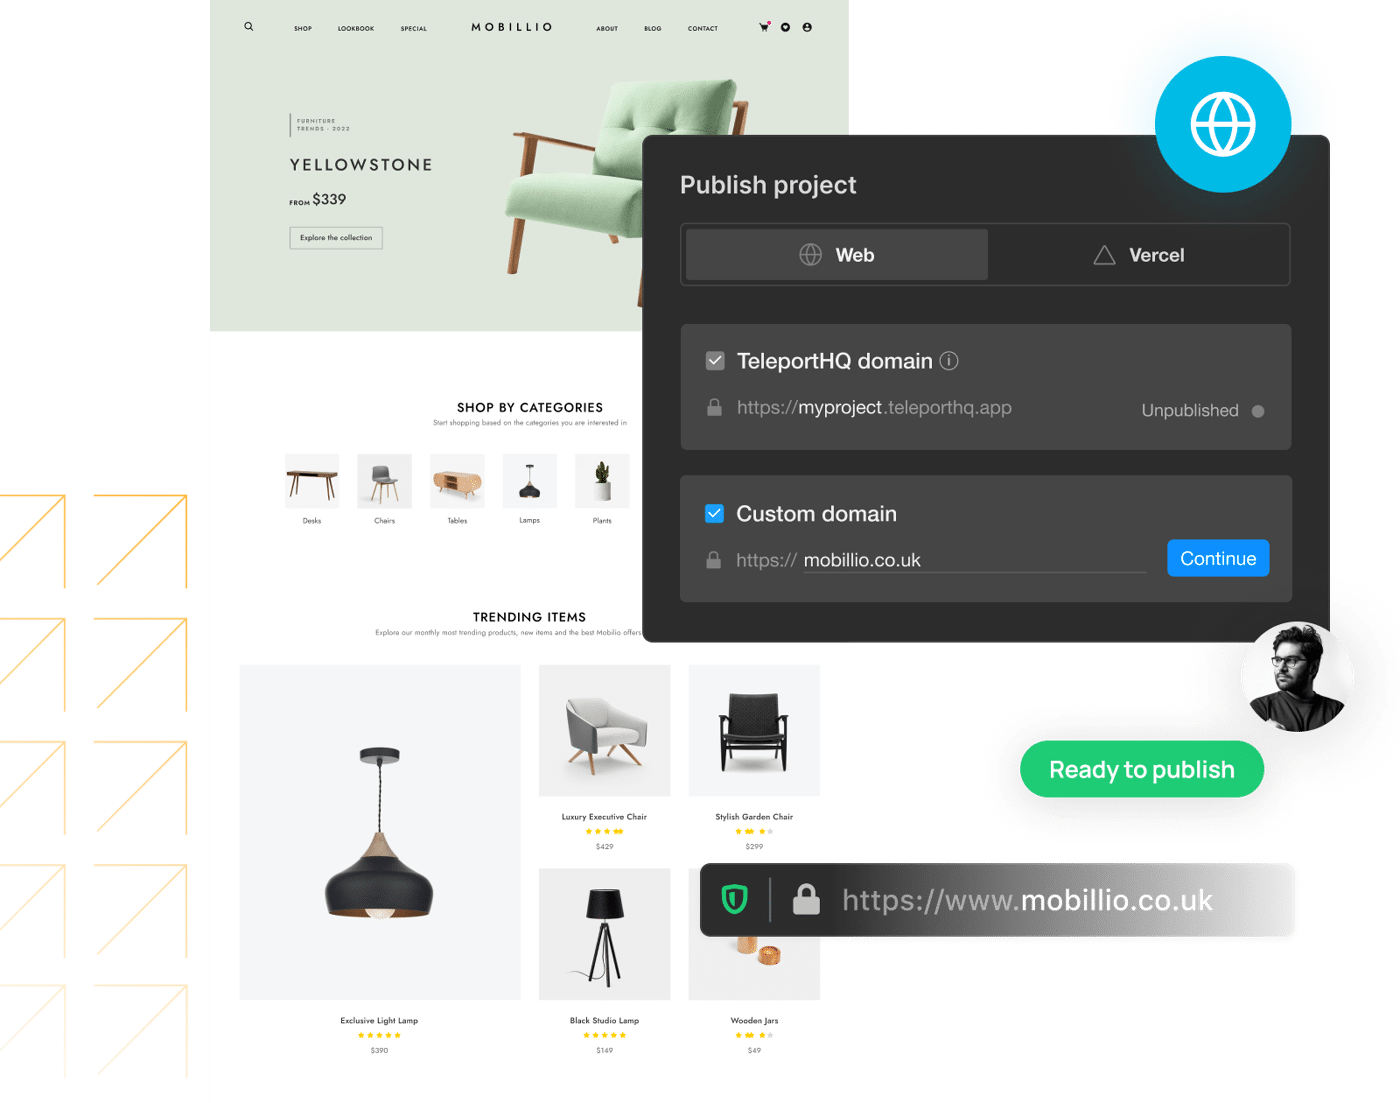 SHOP LOOKBOOK SPECIAL MOBILLIO ABOUT BLOG CONTACT
FURNITURE
TRENDS - 2022
YELLOWSTONE
FROM $339
Explore the collection
Publish project
Web
Vercel
TeleportHQ domain
https://myproject.teleporthq.app
Unpublished
Custom domain
https:// mobillio.co.uk
Continue
SHOP BY CATEGORIES
Start shopping based on the categories you are interested in
Desks Chairs Tables Lamps Plants
TRENDING ITEMS
Explore our monthly most trending products, new items and the best Mobilio offers
Luxury Executive Chair
$429
Stylish Garden Chair
$299
Ready to publish
https://www.mobillio.co.uk
Exclusive Light Lamp
$390
Black Studio Lamp
$149
Wooden Jars
$49